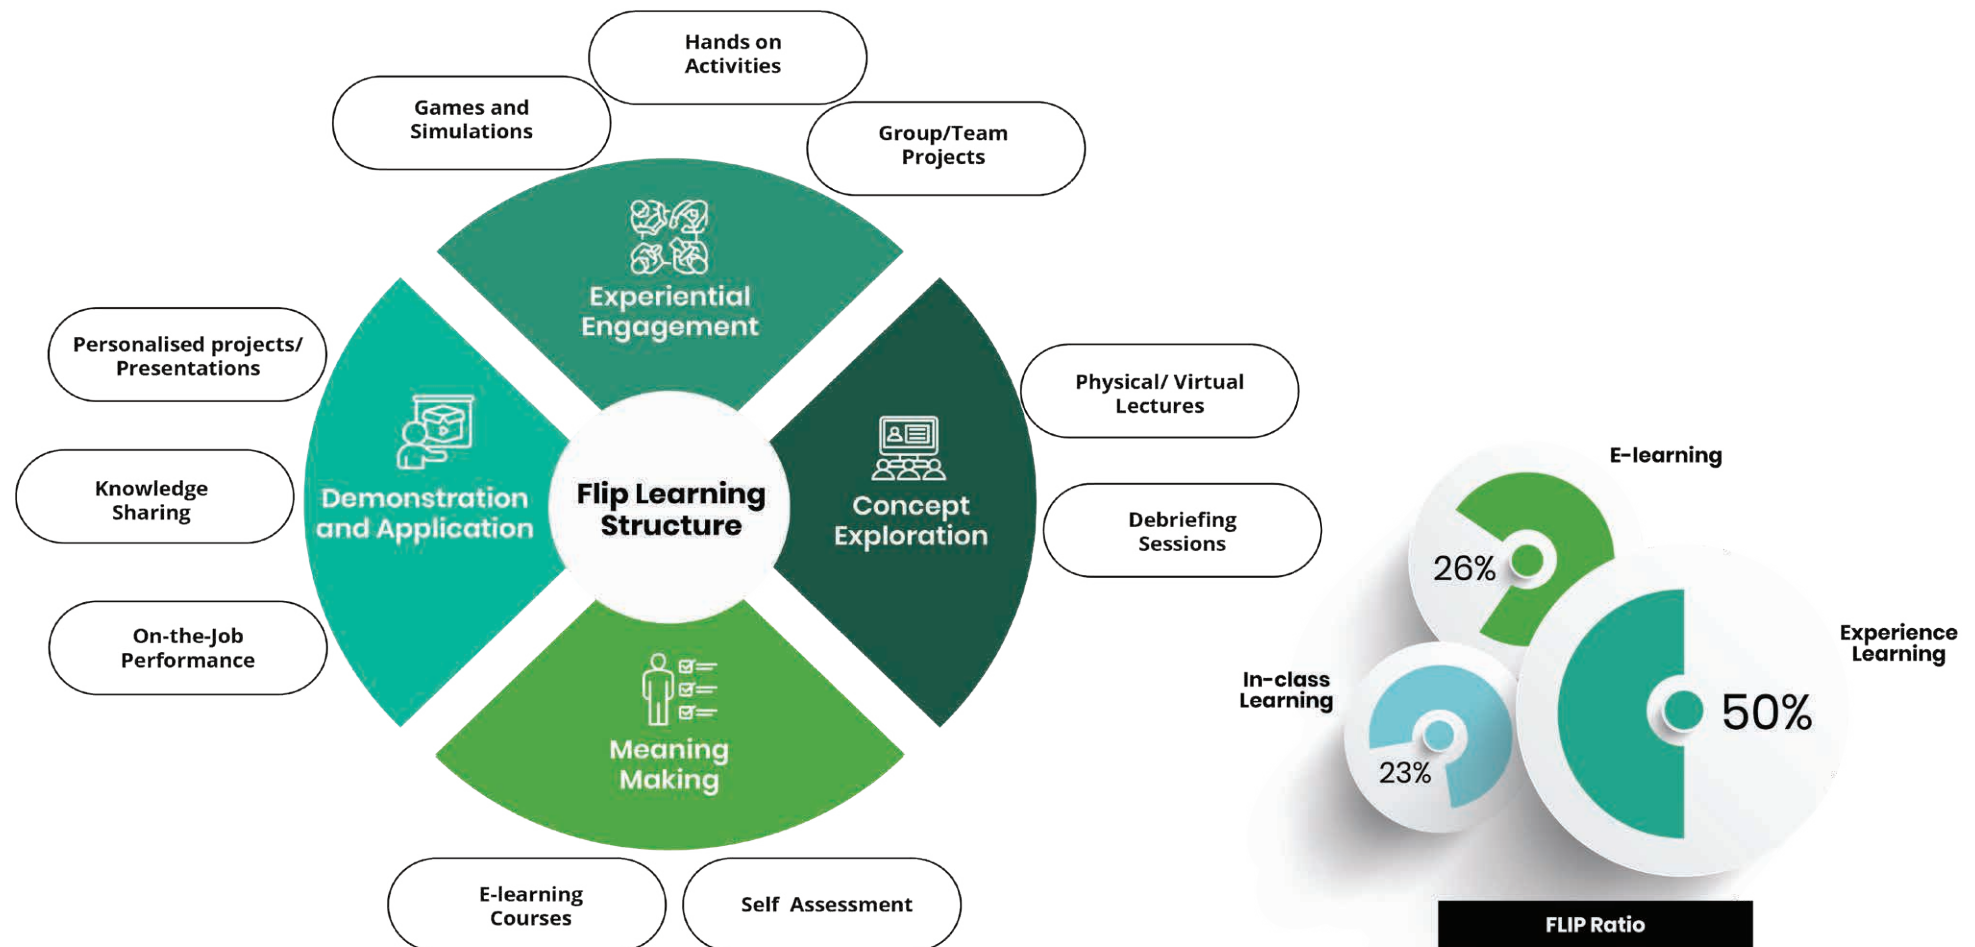 Hands on
Activities
Games and
Simulations
Group/Team
Projects
Experiential
Engagement
Personalised projects/
Presentations
Physical/ Virtual
Lectures
Knowledge
Sharing
Demonstration
and Application
Flip Learning
Structure
Concept
Exploration
Debriefing
Sessions
On-the-Job
Performance
Meaning
Making
E-learning
Courses
Self Assessment
E-learning
26%
Experience
Learning
50%
In-class
Learning
23%
FLIP Ratio